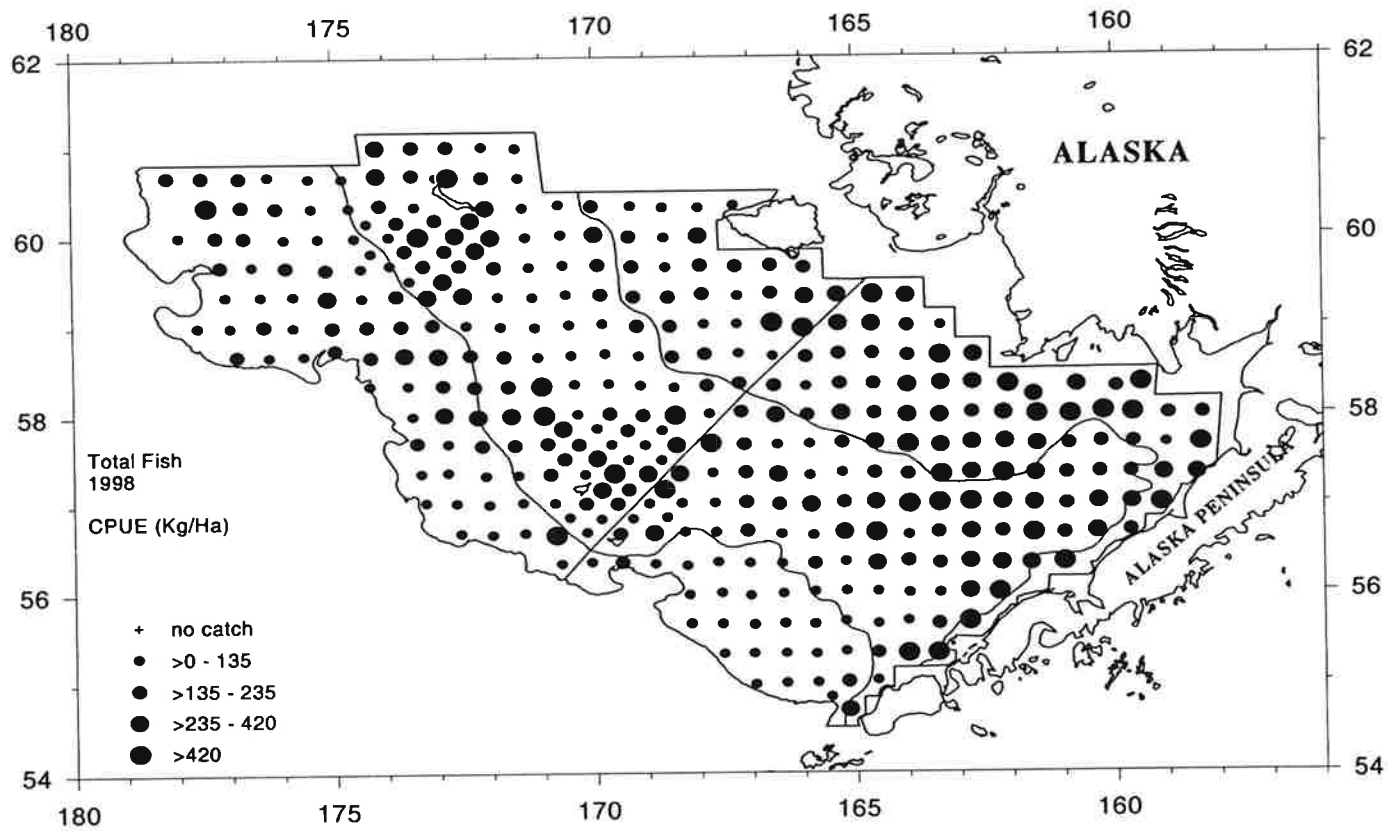 180 175 170 165 160
62 62
ALASKA
60 60
58 58
Total Fish
1998
CPUE (Kg/Ha)
ALASKA PENINSULA
56 56
+ no catch
>0 - 135
>135 - 235
>235 - 420
>420
54 54
180 175 170 165 160